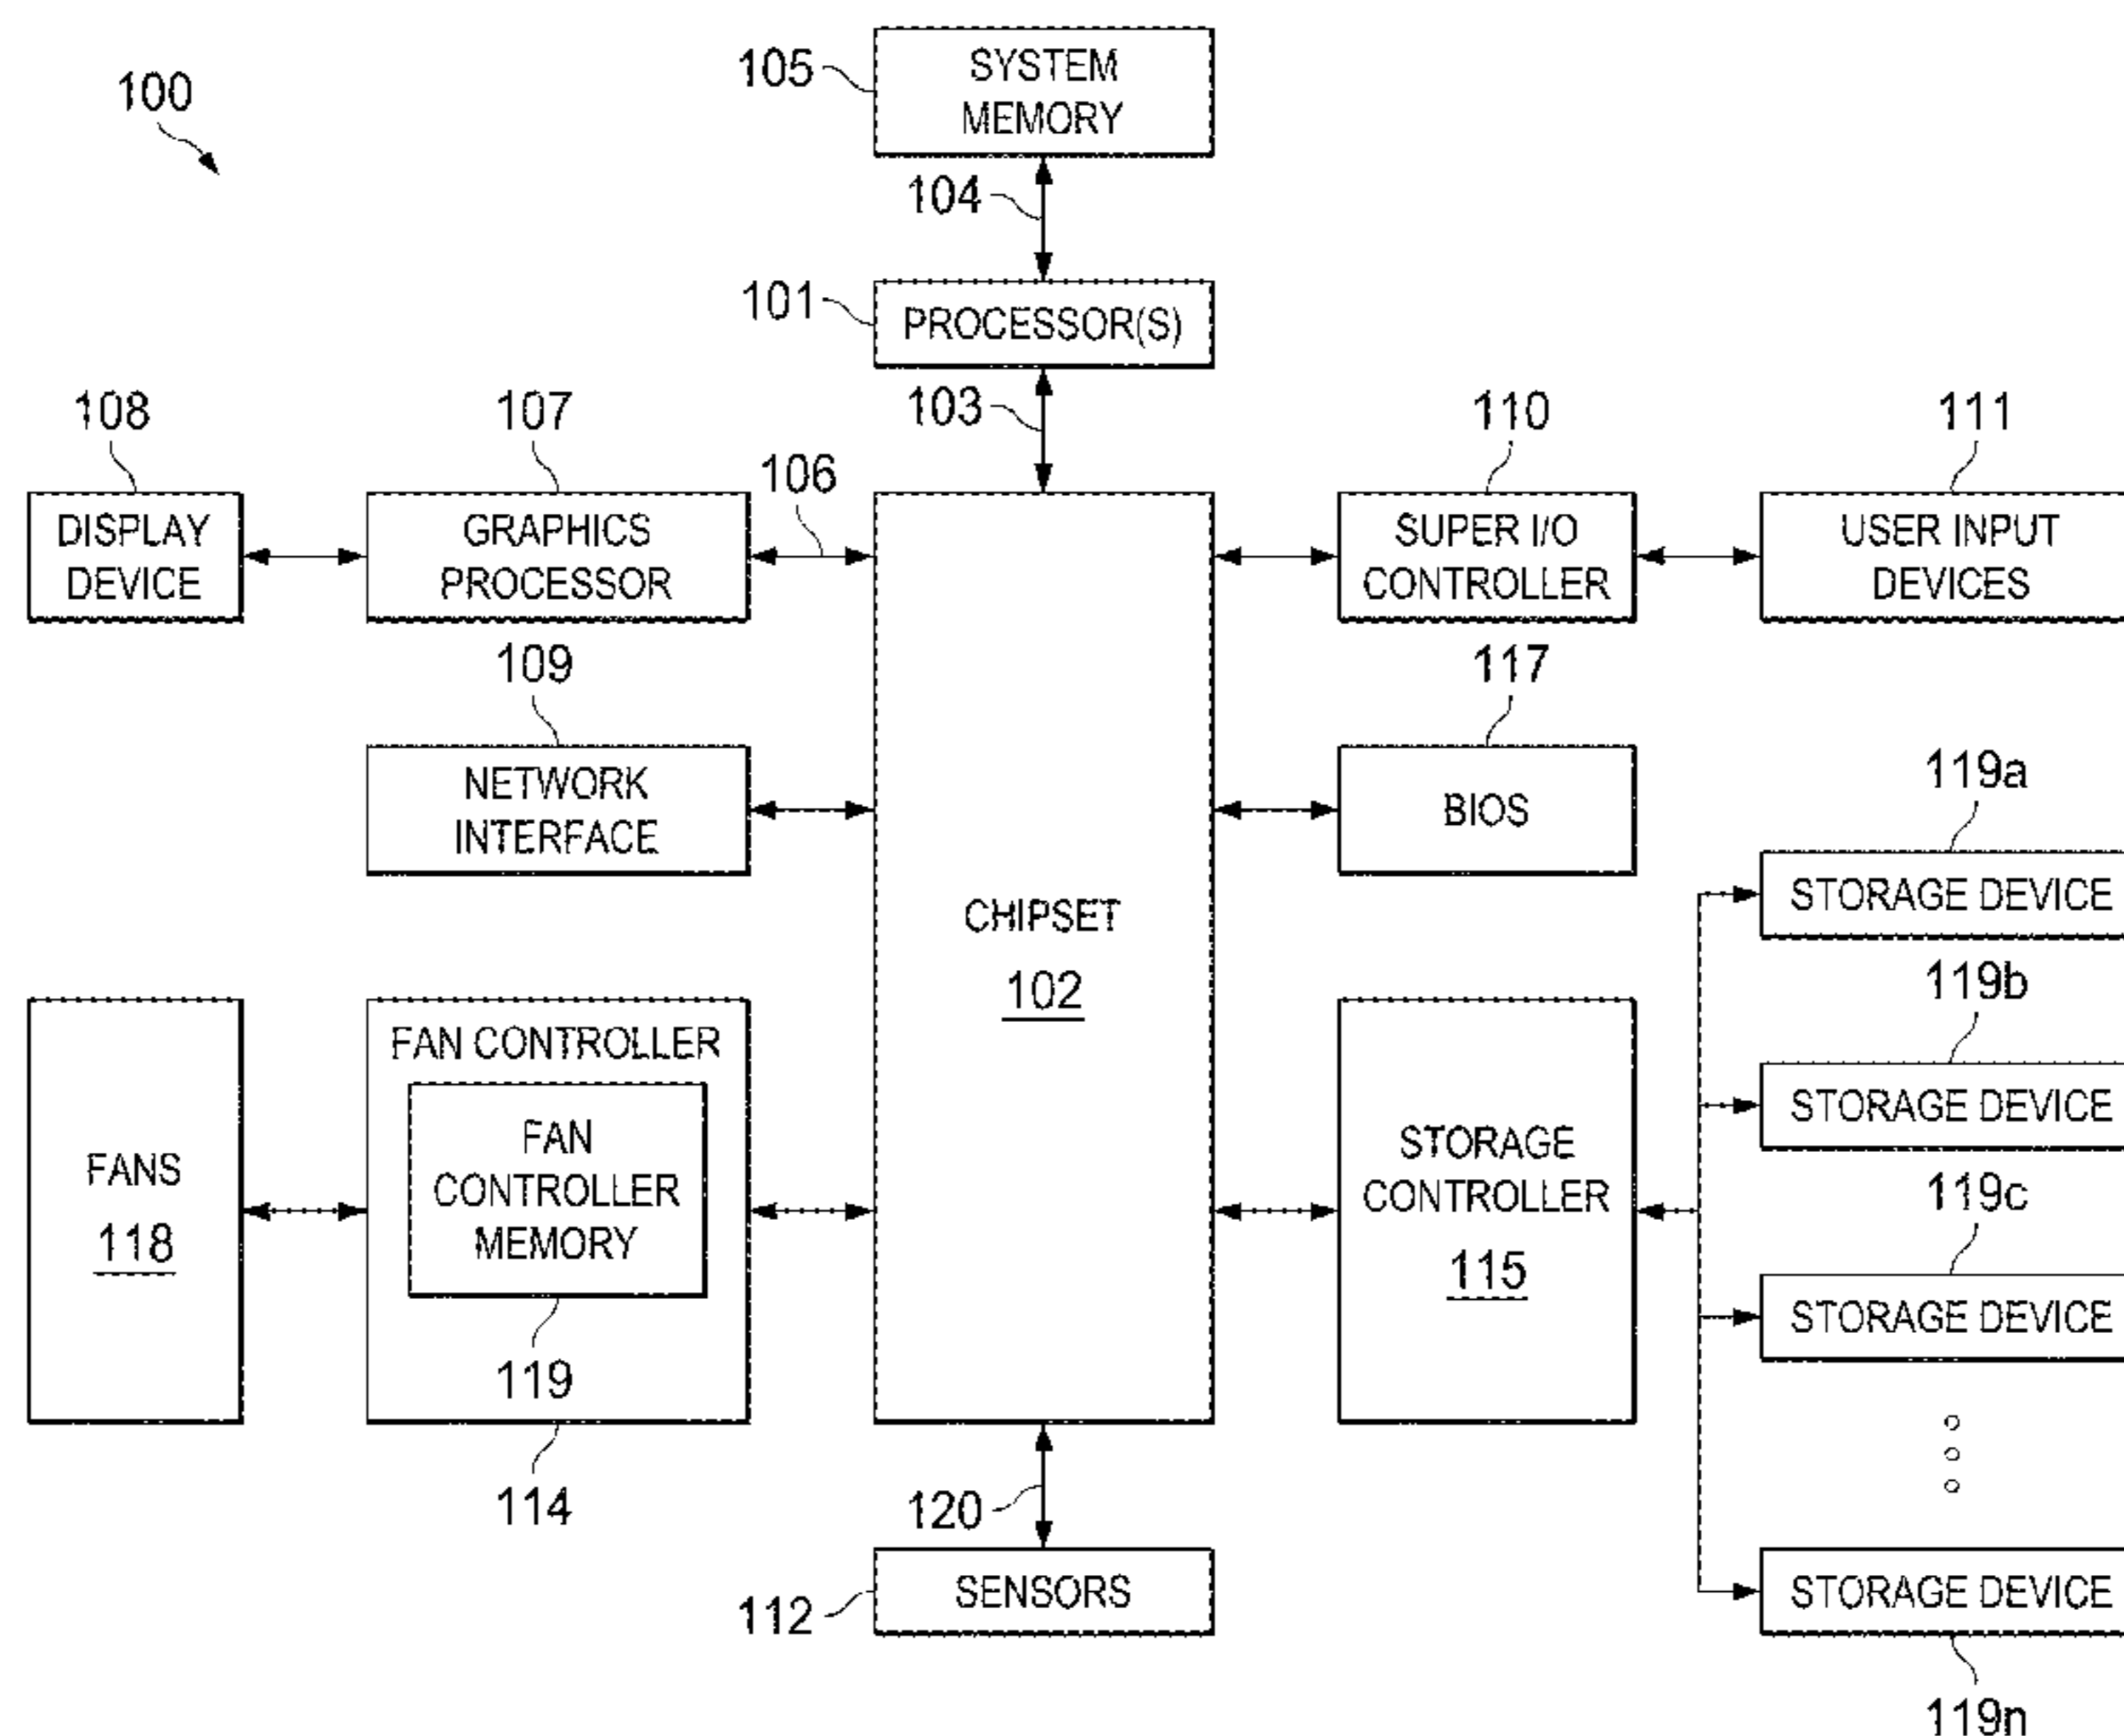 100
105
SYSTEM
MEMORY
104
101
PROCESSOR(S)
103
108
107
106
110
111
DISPLAY
DEVICE
GRAPHICS
PROCESSOR
SUPER I/O
CONTROLLER
USER INPUT
DEVICES
109
117
NETWORK
INTERFACE
BIOS
119a
STORAGE DEVICE
CHIPSET
102
119b
STORAGE DEVICE
FAN CONTROLLER
FAN
CONTROLLER
MEMORY
119
114
FANS
118
STORAGE
CONTROLLER
115
119c
STORAGE DEVICE
120
112
SENSORS
STORAGE DEVICE
119n